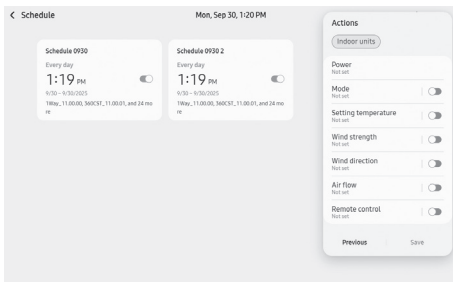 Schedule
Mon, Sep 30, 1:20 PM
Schedule 0930
Every day
1:19 PM
9/30 ~ 9/30/2025
1Way_11.00.00, 360CST_11.00.01, and 24 mo
re
Schedule 0930 2
Every day
1:19 PM
9/30 ~ 9/30/2025
1Way_11.00.00, 360CST_11.00.01, and 24 mo
re
Actions
Indoor units
Power
Not set
Mode
Not set
Setting temperature
Not set
Wind strength
Not set
Wind direction
Not set
Air flow
Not set
Remote control
Not set
Previous
Save